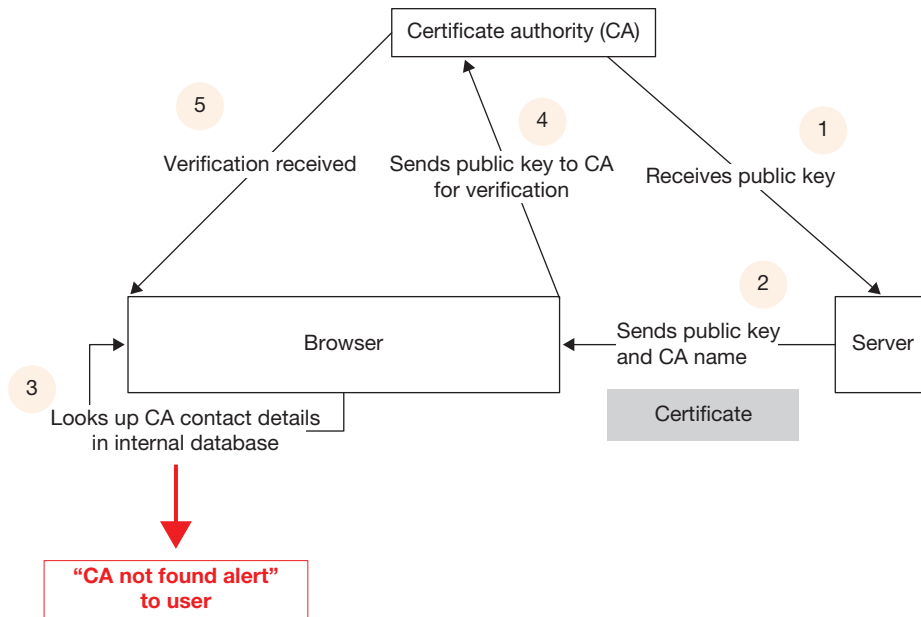 Certificate authority (CA)
5
Verification received
4
Sends public key to CA
for verification
1
Receives public key
2
Sends public key
and CA name
Browser
Server
Certificate
3
Looks up CA contact details
in internal database
“CA not found alert”
to user